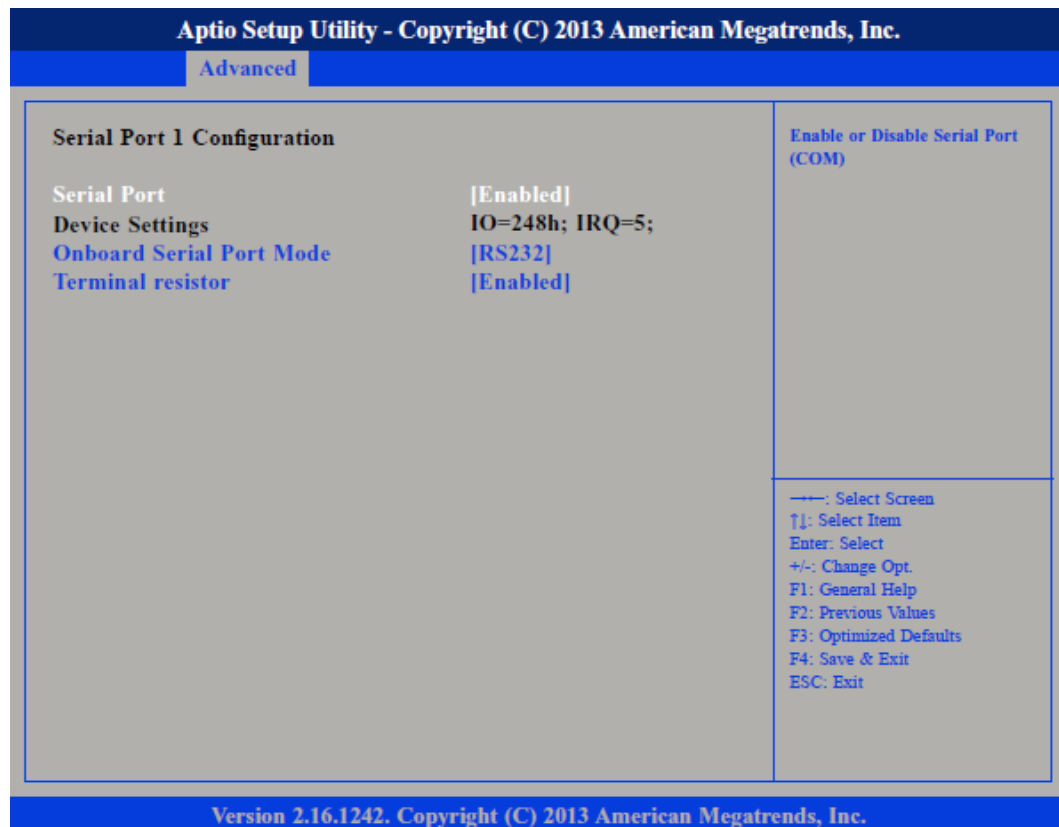 Aptio Setup Utility - Copyright (C) 2013 American Megatrends, Inc.
Advanced
Serial Port 1 Configuration
Serial Port [Enabled]
Device Settings IO=248h; IRQ=5;
Onboard Serial Port Mode [RS232]
Terminal resistor [Enabled]
Enable or Disable Serial Port
(COM)
→←: Select Screen
↑↓: Select Item
Enter: Select
+/-: Change Opt.
F1: General Help
F2: Previous Values
F3: Optimized Defaults
F4: Save & Exit
ESC: Exit
Version 2.16.1242. Copyright (C) 2013 American Megatrends, Inc.